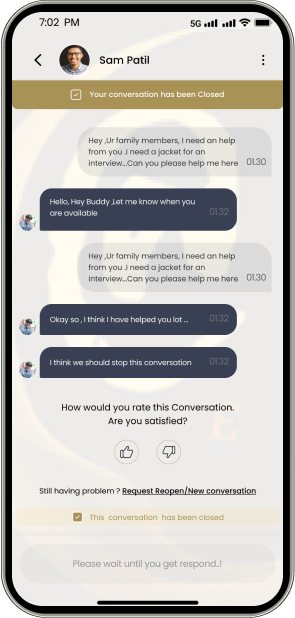 7:02 PM 5G
Sam Patil
Your conversation has been Closed
Hey ,Ur family members, I need an help
from you .I need a jacket for an
interview...Can you please help me here 01.30
Hello, Hey Buddy ,Let me know when you
are available 01.32
Hey ,Ur family members, I need an help
from you .I need a jacket for an
interview...Can you please help me here 01.30
Okay so , I think I have helped you lot ... 01.32
I think we should stop this conversation 01.32
How would you rate this Conversation.
Are you satisfied?
Still having problem ? Request Reopen/New conversation
This conversation has been closed
Please wait until you get respond..!